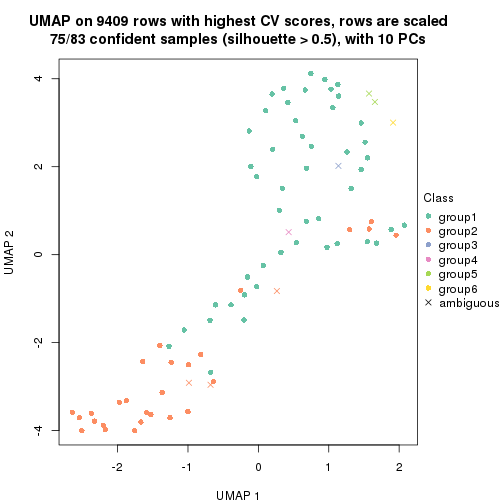 UMAP on 9409 rows with highest CV scores, rows are scaled
75/83 confident samples (silhouette > 0.5), with 10 PCs
4
2
0
-2
-4
UMAP 2
-2
-1
0
1
2
UMAP 1
Class
group1
group2
group3
group4
group5
group6
ambiguous